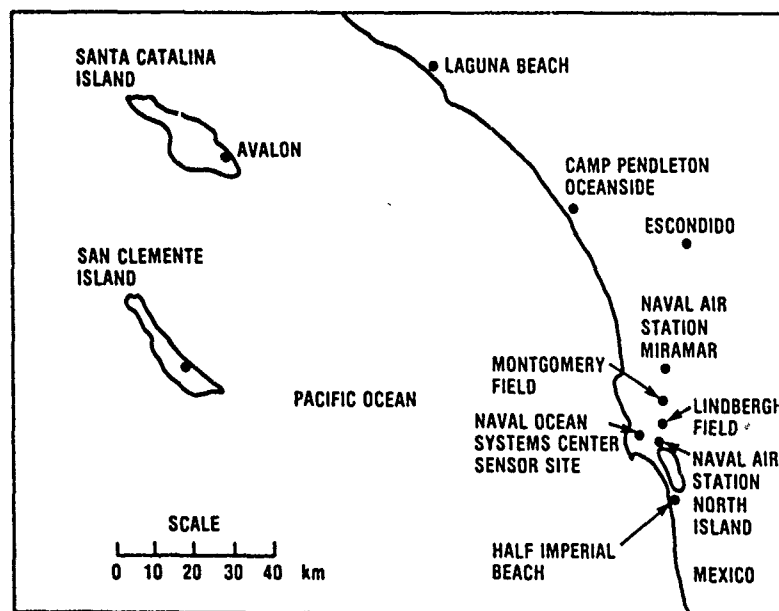 SANTA CATALINA
ISLAND
LAGUNA BEACH
AVALON
CAMP PENDLETON
OCEANSIDE
ESCONDIDO
SAN CLEMENTE
ISLAND
NAVAL AIR
STATION
MIRAMAR
MONTGOMERY
FIELD
PACIFIC OCEAN
LINDBERGH
FIELD
NAVAL OCEAN
SYSTEMS CENTER
SENSOR SITE
NAVAL AIR
STATION
NORTH
ISLAND
SCALE
0 10 20 30 40 km
HALF IMPERIAL
BEACH
MEXICO